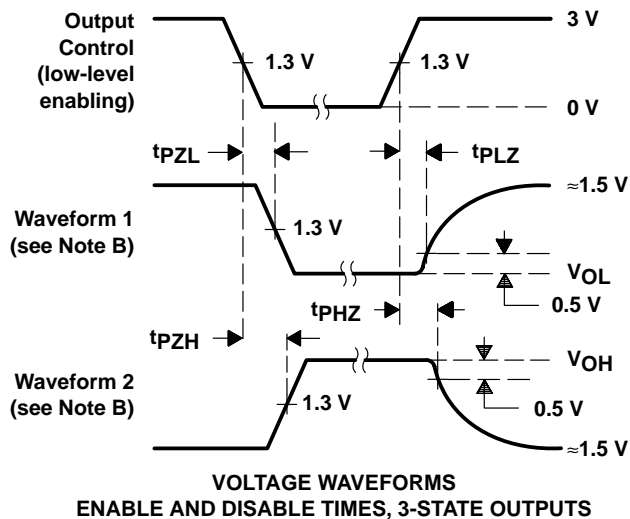 Output
Control
(low-level
enabling)
1.3 V
1.3 V
3 V
0 V
tPZL
tPLZ
Waveform 1
(see Note B)
1.3 V
≈1.5 V
VOL
0.5 V
tPZH
tPHZ
Waveform 2
(see Note B)
1.3 V
VOH
0.5 V
≈1.5 V
VOLTAGE WAVEFORMS
ENABLE AND DISABLE TIMES, 3-STATE OUTPUTS